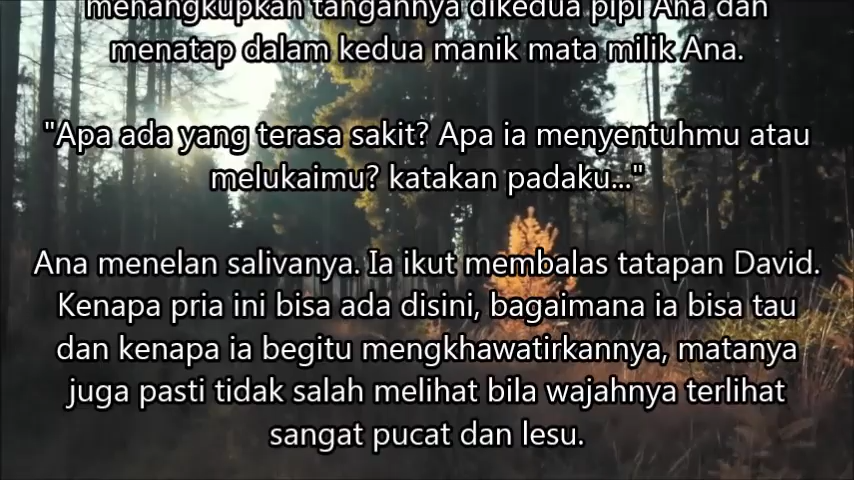 menangkupkan tangannya dikedua pipi Ana dan
menatap dalam kedua manik mata milik Ana.
"Apa ada yang terasa sakit? Apa ia menyentuhmu atau
melukaimu? katakan padaku..."
Ana menelan salivanya. Ia ikut membalas tatapan David.
Kenapa pria ini bisa ada disini, bagaimana ia bisa tau
dan kenapa ia begitu mengkhawatirkannya, matanya
juga pasti tidak salah melihat bila wajahnya terlihat
sangat pucat dan lesu.